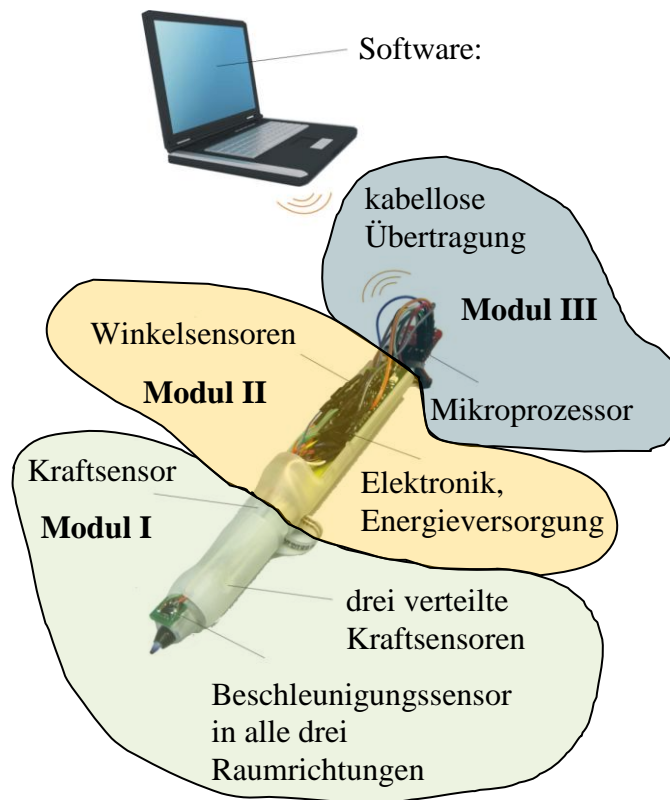 Software:
kabellose
Übertragung
Modul III
Winkelsensoren
Modul II
Mikroprozessor
Kraftsensor
Elektronik,
Energieversorgung
Modul I
drei verteilte
Kraftsensoren
Beschleunigungssensor
in alle drei
Raumrichtungen